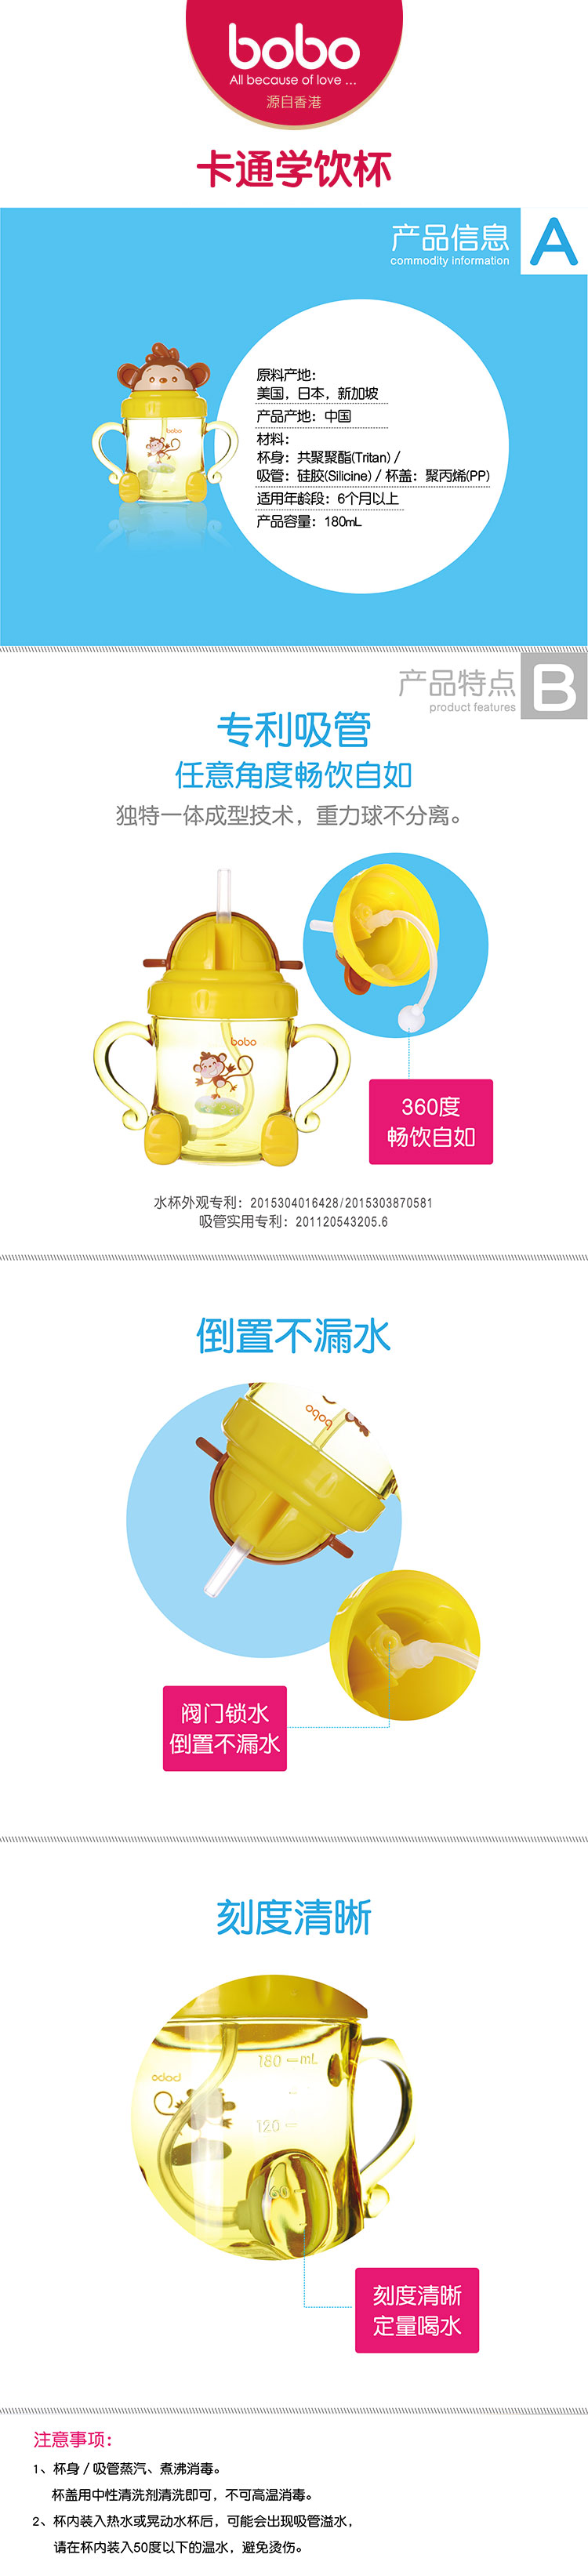 bobo
All because of love ...
源自香港
卡通学饮杯
产品信息
commodity information
A
原料产地：
美国，日本，新加坡
产品产地：中国
材料：
杯身：共聚聚酯(Tritan) /
吸管：硅胶(Silicine) / 杯盖：聚丙烯(PP)
适用年龄段：6个月以上
产品容量：180mL
bobo
产品特点
product features
B
专利吸管
任意角度畅饮自如
独特一体成型技术，重力球不分离。
bobo
360度
畅饮自如
水杯外观专利：2015304016428/2015303870581
吸管实用专利：201120543205.6
倒置不漏水
bobo
阀门锁水
倒置不漏水
刻度清晰
180 mL
bobo
120
60
刻度清晰
定量喝水
注意事项：
1、杯身 / 吸管蒸汽、煮沸消毒。
杯盖用中性清洗剂清洗即可，不可高温消毒。
2、杯内装入热水或晃动水杯后，可能会出现吸管溢水，
请在杯内装入50度以下的温水，避免烫伤。